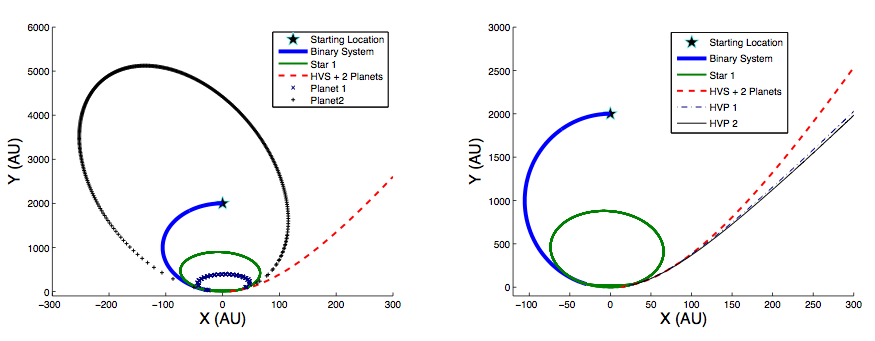 6000
5000
4000
3000
2000
1000
0
Y (AU)
−300
−200
−100
0
100
200
300
X (AU)
Starting Location
Binary System
Star 1
HVS + 2 Planets
Planet 1
Planet2
3000
2500
2000
1500
1000
500
0
Y (AU)
−100
−50
0
50
100
150
200
250
300
X (AU)
Starting Location
Binary System
Star 1
HVS + 2 Planets
HVP 1
HVP 2